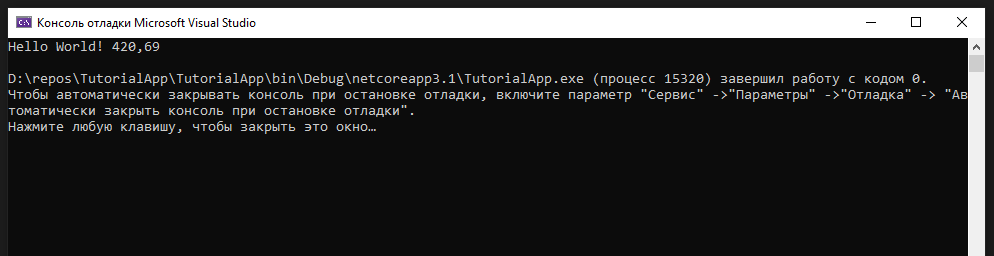 Консоль отладки Microsoft Visual Studio
Hello World! 420,69
D:\repos\TutorialApp\TutorialApp\bin\Debug\netcoreapp3.1\TutorialApp.exe (процесс 15320) завершил работу с кодом 0.
Чтобы автоматически закрывать консоль при остановке отладки, включите параметр "Сервис" ->"Параметры" ->"Отладка" -> "Ав
томатически закрыть консоль при остановке отладки".
Нажмите любую клавишу, чтобы закрыть это окно…